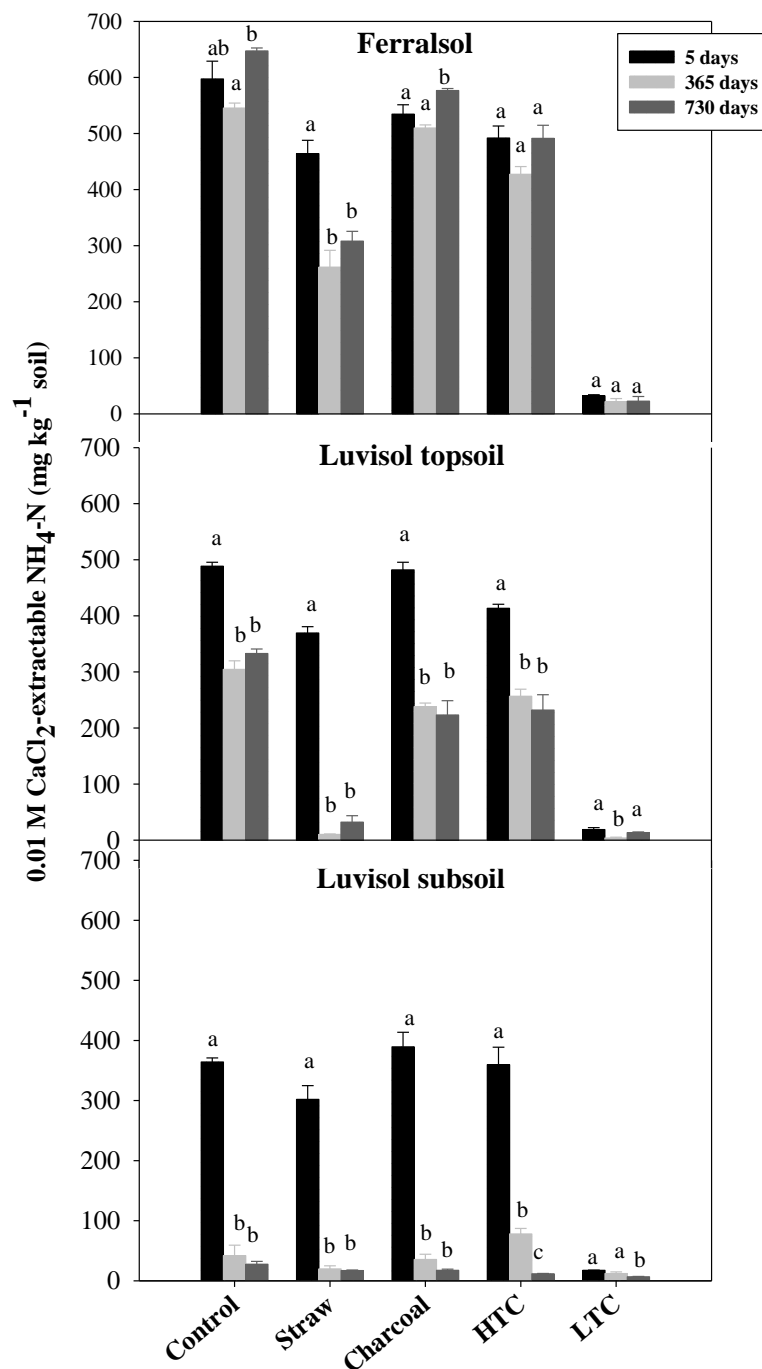 0.01 M CaCl2-extractable NH4-N (mg kg-1 soil)
Ferralsol
5 days
365 days
730 days
700
600
500
400
300
200
100
0
ab a b
a b b
a a b
a a a
a a a
Luvisol topsoil
700
600
500
400
300
200
100
0
a b b
a b b
a b b
a b b
a b a
Luvisol subsoil
700
600
500
400
300
200
100
0
a b b
a b b
a b b
a b c
a a b
Control
Straw
Charcoal
HTC
LTC